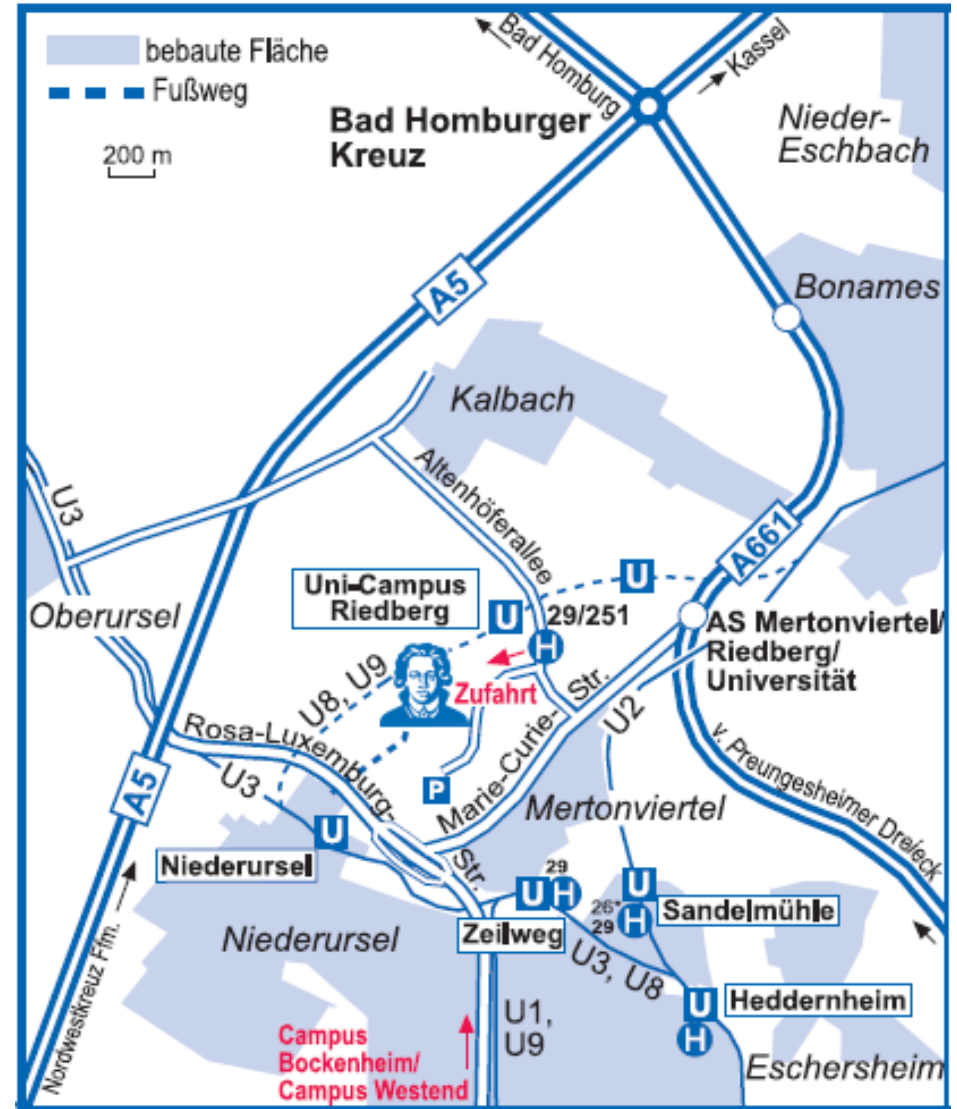 bebaute Fläche
Fußweg
200 m
Bad Homburg
Kassel
Bad Homburger
Kreuz
Nieder-
Eschbach
A5
Bonames
Kalbach
Altenhöferallee
U3
A661
U
Uni-Campus
Riedberg
U
29/251
H
Oberursel
AS Mertonviertel/
Riedberg/
Universität
U8, U9
Zufahrt
Marie-Curie-Str.
U2
Rosa-Luxemburg-Str.
U3
P
A5
v. Preungesheimer Dreieck
Mertonviertel
U
Niederursel
29
U H
U
26*
29 H
Sandelmühle
Zeilweg
Niederursel
U3, U8
U
Heddernheim
H
Nordwestkreuz Ffm.
U1,
U9
Campus
Bockenheim/
Campus Westend
Eschersheim